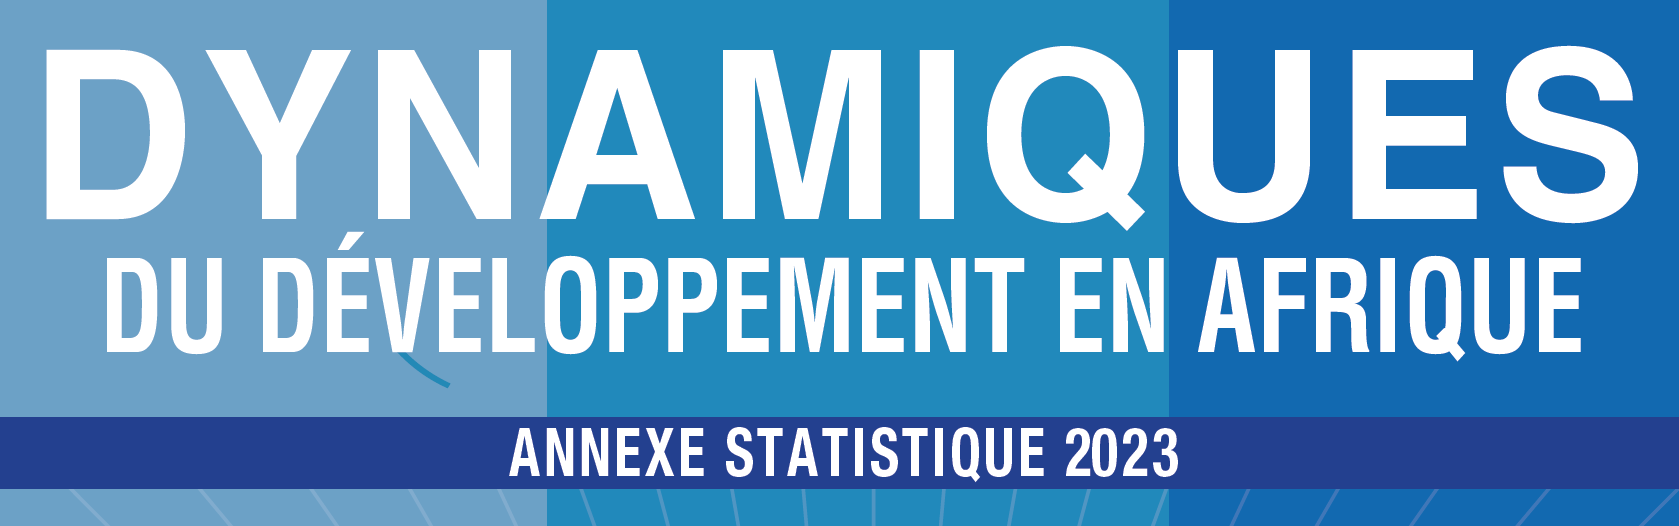 DYNAMIQUES
DU DÉVELOPPEMENT EN AFRIQUE
ANNEXE STATISTIQUE 2023